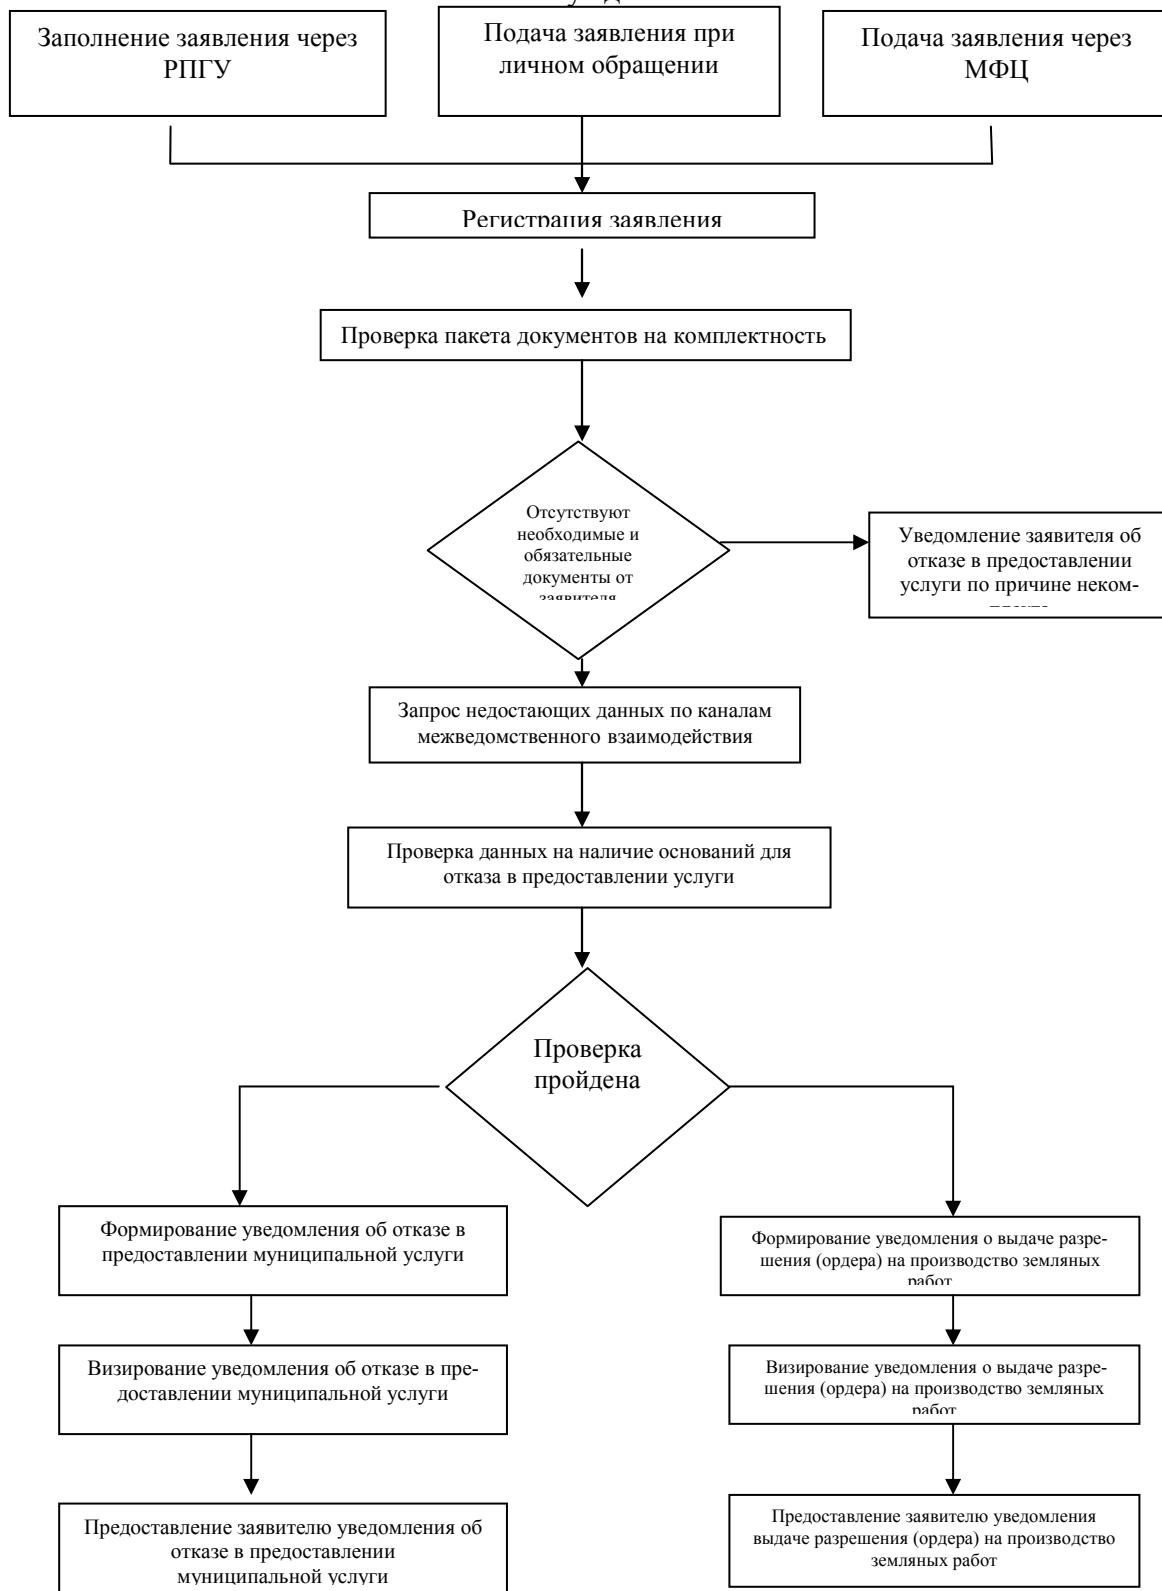 Заполнение заявления через
РПГУ
Подача заявления при
личном обращении
Подача заявления через
МФЦ
Регистрация заявления
Проверка пакета документов на комплектность
Отсутствуют
необходимые и
обязательные
документы от
заявителя
Уведомление заявителя об
отказе в предоставлении
услуги по причине неком-
Запрос недостающих данных по каналам
межведомственного взаимодействия
Проверка данных на наличие оснований для
отказа в предоставлении услуги
Проверка
пройдена
Формирование уведомления об отказе в
предоставлении муниципальной услуги
Формирование уведомления о выдаче разре-
шения (ордера) на производство земляных
работ
Визирование уведомления об отказе в пре-
доставлении муниципальной услуги
Визирование уведомления о выдаче разре-
шения (ордера) на производство земляных
работ
Предоставление заявителю уведомления об
отказе в предоставлении
муниципальной услуги
Предоставление заявителю уведомления
выдаче разрешения (ордера) на производство
земляных работ